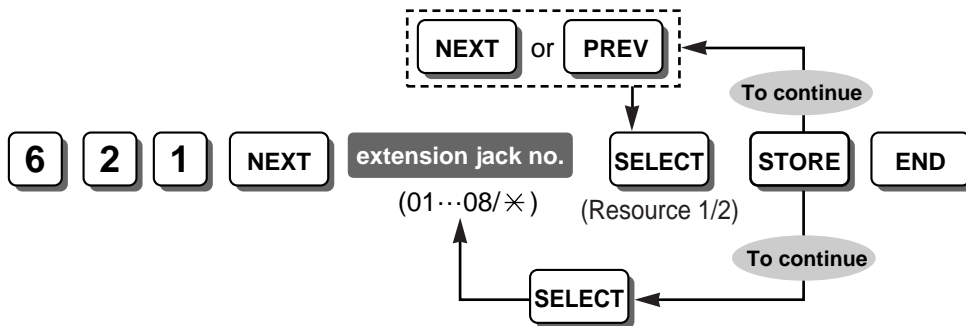 NEXT or PREV
To continue
6 2 1 NEXT extension jack no. SELECT STORE END
(01···08/✳) (Resource 1/2)
To continue
SELECT